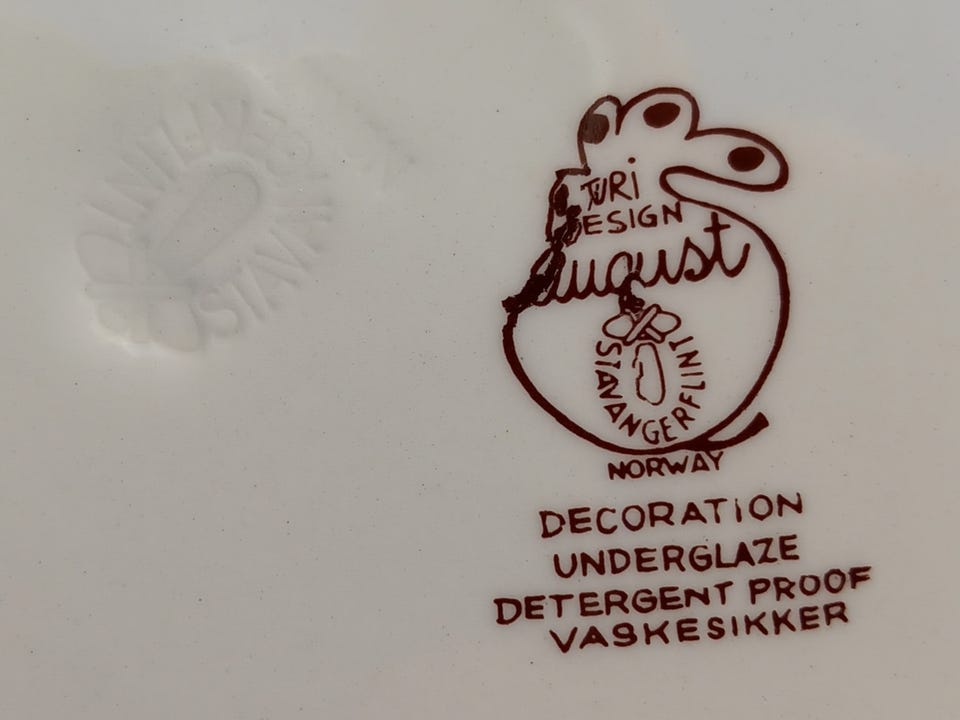 TURI
DESIGN
august
STAVANGERFLINT
NORWAY
DECORATION
UNDERGLAZE
DETERGENT PROOF
VASKESIKKER